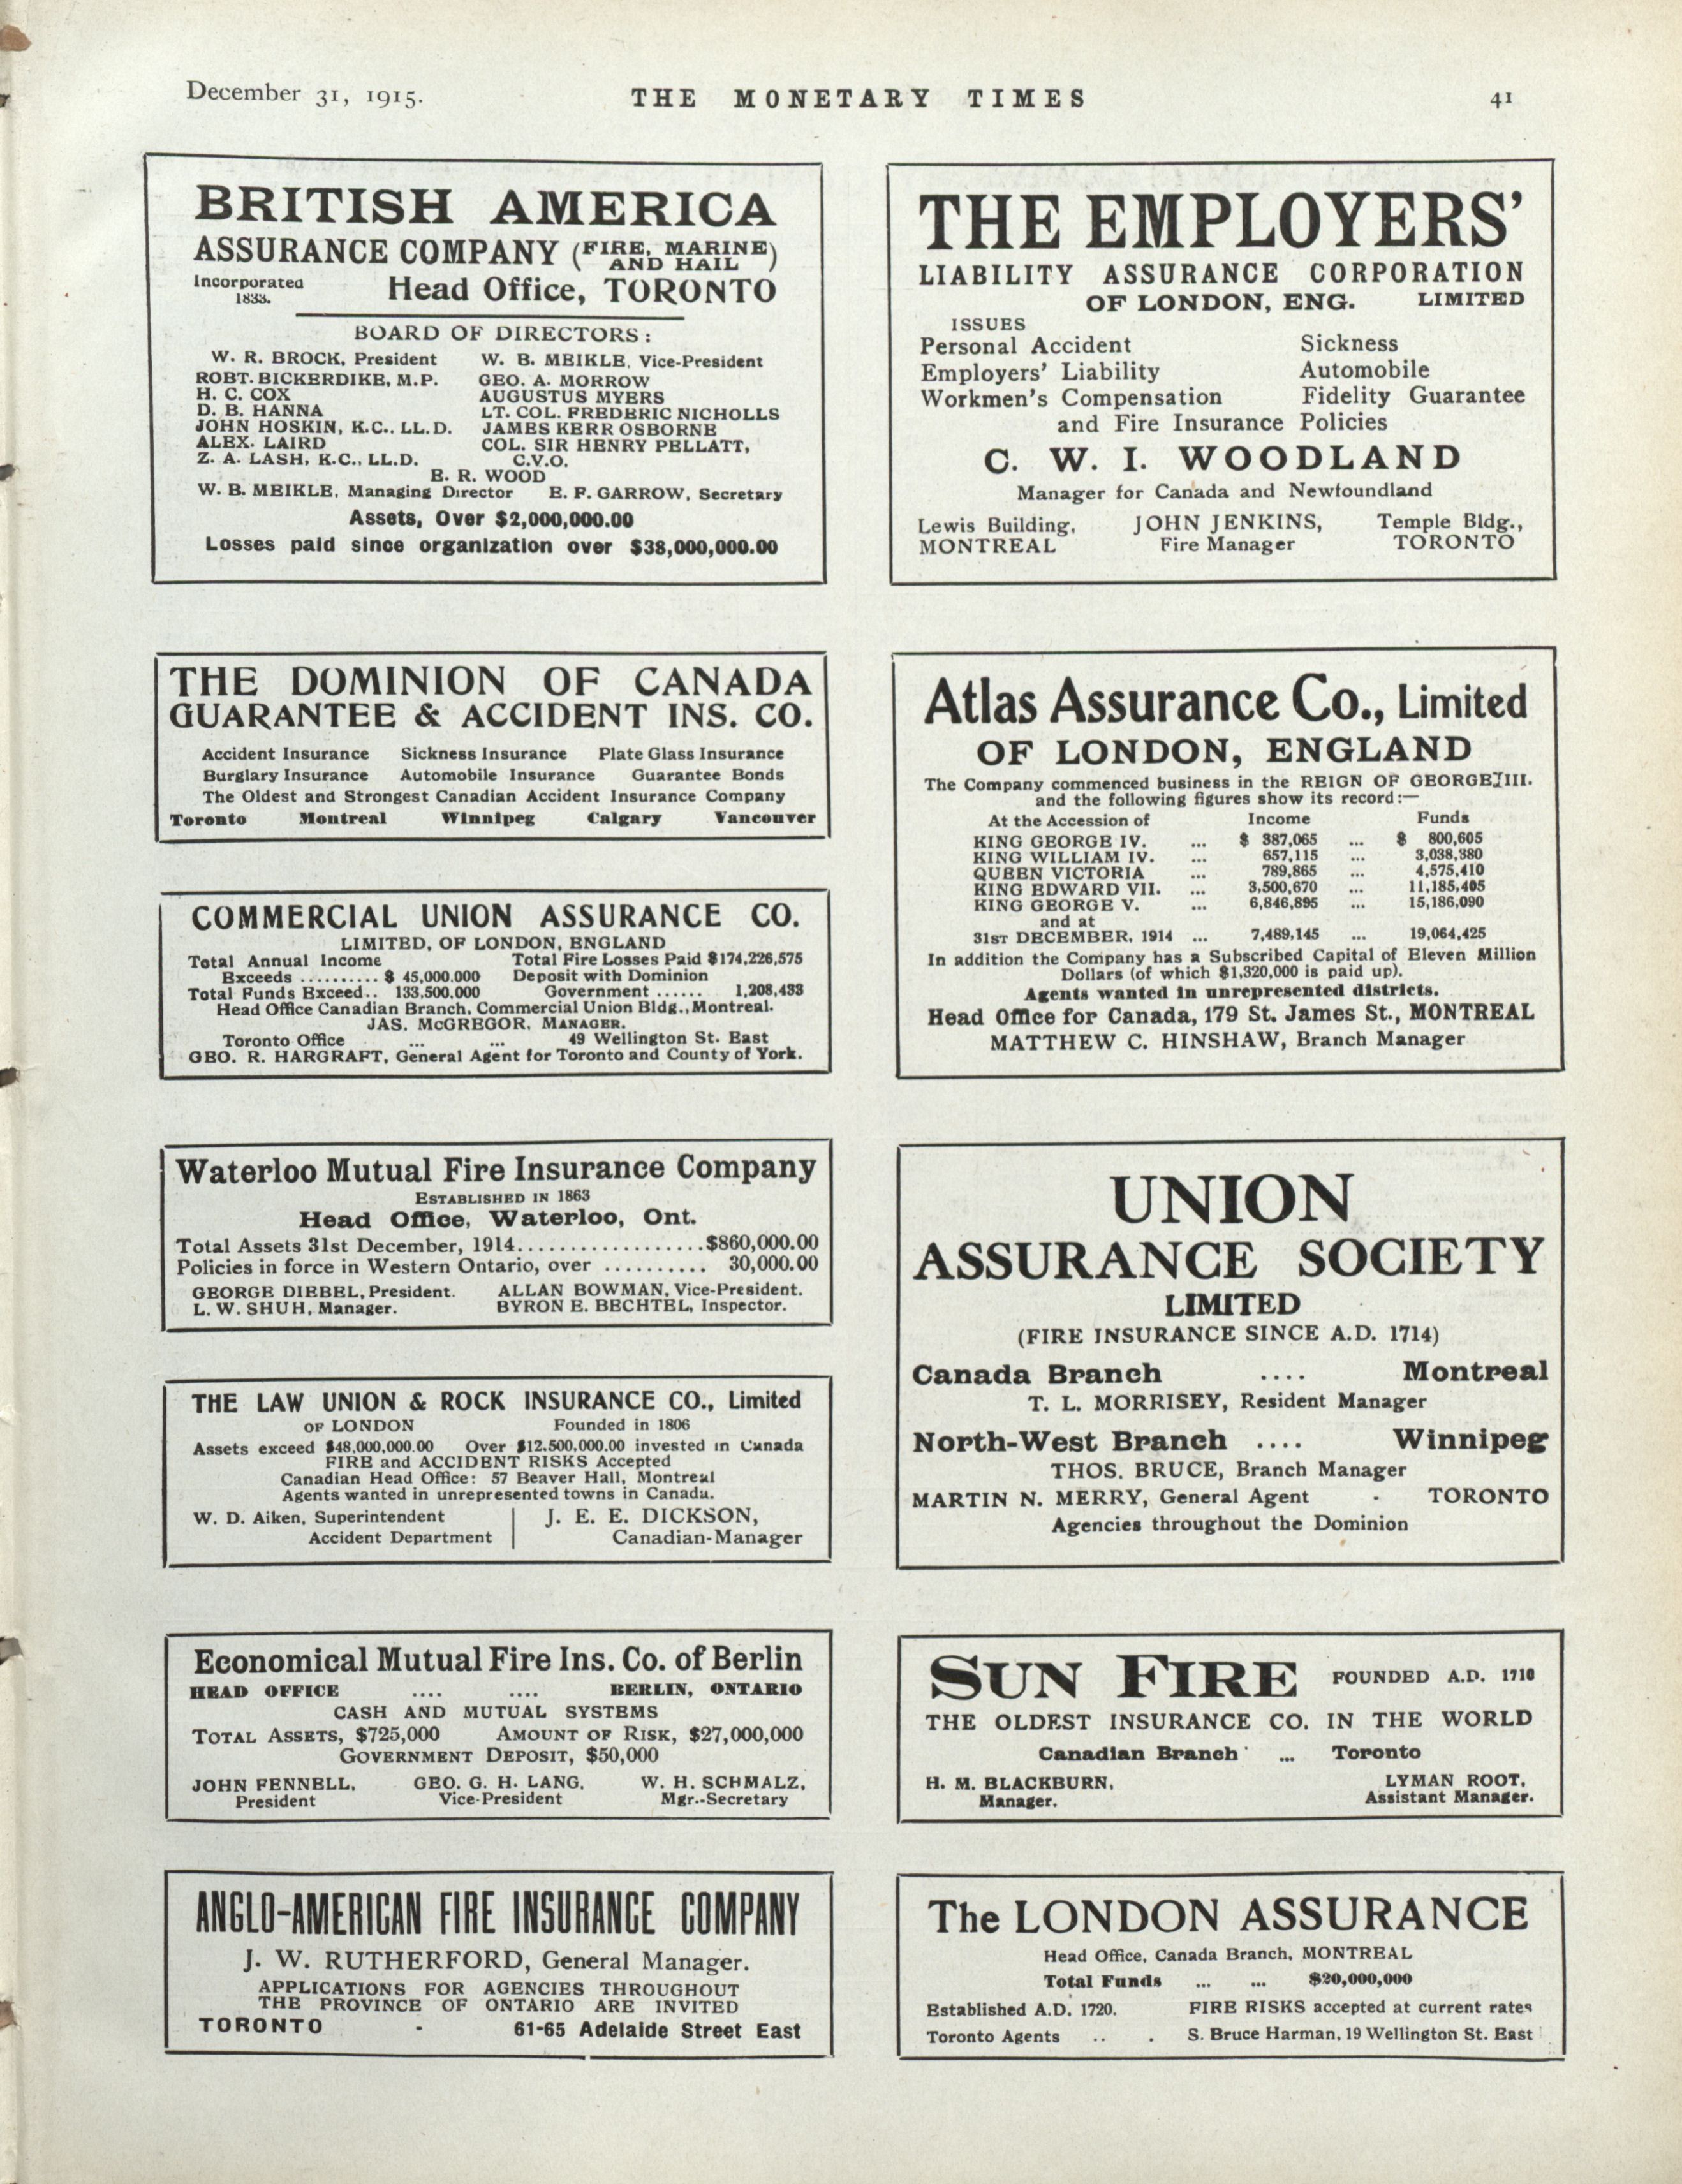 December 31, 1915. THE MONETARY TIMES 41
BRITISH AMERICA
ASSURANCE COMPANY (FIRE, MARINE AND HAIL)
Incorporated 1833. Head Office, TORONTO
BOARD OF DIRECTORS:
W. R. BROCK, President W. B. MEIKLE, Vice-President
ROBT. BICKERDIKE, M.P. GEO. A. MORROW
H. C. COX AUGUSTUS MYERS
D. B. HANNA LT. COL. FREDERIC NICHOLLS
JOHN HOSKIN, K.C., LL.D. JAMES KERR OSBORNE
ALEX. LAIRD COL. SIR HENRY PELLATT,
Z. A. LASH, K.C., LL.D. C.V.O.
E. R. WOOD
W. B. MEIKLE, Managing Director E. F. GARROW, Secretary
Assets, Over $2,000,000.00
Losses paid since organization over $38,000,000.00
THE DOMINION OF CANADA
GUARANTEE & ACCIDENT INS. CO.
Accident Insurance Sickness Insurance Plate Glass Insurance
Burglary Insurance Automobile Insurance Guarantee Bonds
The Oldest and Strongest Canadian Accident Insurance Company
Toronto Montreal Winnipeg Calgary Vancouver
COMMERCIAL UNION ASSURANCE CO.
LIMITED, OF LONDON, ENGLAND
Total Annual Income Total Fire Losses Paid $174,226,575
Exceeds ......... $ 45,000,000 Deposit with Dominion
Total Funds Exceed.. 133,500,000 Government ...... 1,208,433
Head Office Canadian Branch, Commercial Union Bldg., Montreal.
JAS. McGREGOR, MANAGER.
Toronto Office ... ... 49 Wellington St. East
GEO. R. HARGRAFT, General Agent for Toronto and County of York.
Waterloo Mutual Fire Insurance Company
ESTABLISHED IN 1863
Head Office, Waterloo, Ont.
Total Assets 31st December, 1914..................$860,000.00
Policies in force in Western Ontario, over .......... 30,000.00
GEORGE DIEBEL, President. ALLAN BOWMAN, Vice-President.
L. W. SHUH, Manager. BYRON E. BECHTEL, Inspector.
THE LAW UNION & ROCK INSURANCE CO., Limited
OF LONDON Founded in 1806
Assets exceed $48,000,000.00 Over $12,500,000.00 invested in Canada
FIRE and ACCIDENT RISKS Accepted
Canadian Head Office: 57 Beaver Hall, Montreal
Agents wanted in unrepresented towns in Canada.
W. D. Aiken, Superintendent J. E. E. DICKSON,
Accident Department Canadian-Manager
Economical Mutual Fire Ins. Co. of Berlin
HEAD OFFICE .... .... BERLIN, ONTARIO
CASH AND MUTUAL SYSTEMS
TOTAL ASSETS, $725,000 AMOUNT OF RISK, $27,000,000
GOVERNMENT DEPOSIT, $50,000
JOHN FENNELL, GEO. G. H. LANG, W. H. SCHMALZ,
President Vice-President Mgr.-Secretary
ANGLO-AMERICAN FIRE INSURANCE COMPANY
J. W. RUTHERFORD, General Manager.
APPLICATIONS FOR AGENCIES THROUGHOUT
THE PROVINCE OF ONTARIO ARE INVITED
TORONTO - 61-65 Adelaide Street East
THE EMPLOYERS'
LIABILITY ASSURANCE CORPORATION
OF LONDON, ENG. LIMITED
ISSUES
Personal Accident Sickness
Employers' Liability Automobile
Workmen's Compensation Fidelity Guarantee
and Fire Insurance Policies
C. W. I. WOODLAND
Manager for Canada and Newfoundland
Lewis Building, JOHN JENKINS, Temple Bldg.,
MONTREAL Fire Manager TORONTO
Atlas Assurance Co., Limited
OF LONDON, ENGLAND
The Company commenced business in the REIGN OF GEORGE III.
and the following figures show its record:—
At the Accession of Income Funds
KING GEORGE IV. ... $ 387,065 ... $ 800,605
KING WILLIAM IV. ... 657,115 ... 3,038,380
QUEEN VICTORIA ... 789,865 ... 4,575,410
KING EDWARD VII. ... 3,500,670 ... 11,185,405
KING GEORGE V. ... 6,846,895 ... 15,186,090
and at
31ST DECEMBER, 1914 ... 7,489,145 ... 19,064,425
In addition the Company has a Subscribed Capital of Eleven Million
Dollars (of which $1,320,000 is paid up).
Agents wanted in unrepresented districts.
Head Office for Canada, 179 St. James St., MONTREAL
MATTHEW C. HINSHAW, Branch Manager
UNION
ASSURANCE SOCIETY
LIMITED
(FIRE INSURANCE SINCE A.D. 1714)
Canada Branch .... Montreal
T. L. MORRISEY, Resident Manager
North-West Branch .... Winnipeg
THOS. BRUCE, Branch Manager
MARTIN N. MERRY, General Agent - TORONTO
Agencies throughout the Dominion
SUN FIRE FOUNDED A.D. 1710
THE OLDEST INSURANCE CO. IN THE WORLD
Canadian Branch ... Toronto
H. M. BLACKBURN, LYMAN ROOT,
Manager. Assistant Manager.
The LONDON ASSURANCE
Head Office, Canada Branch, MONTREAL
Total Funds ... ... $20,000,000
Established A.D. 1720. FIRE RISKS accepted at current rates
Toronto Agents .. . S. Bruce Harman, 19 Wellington St. East